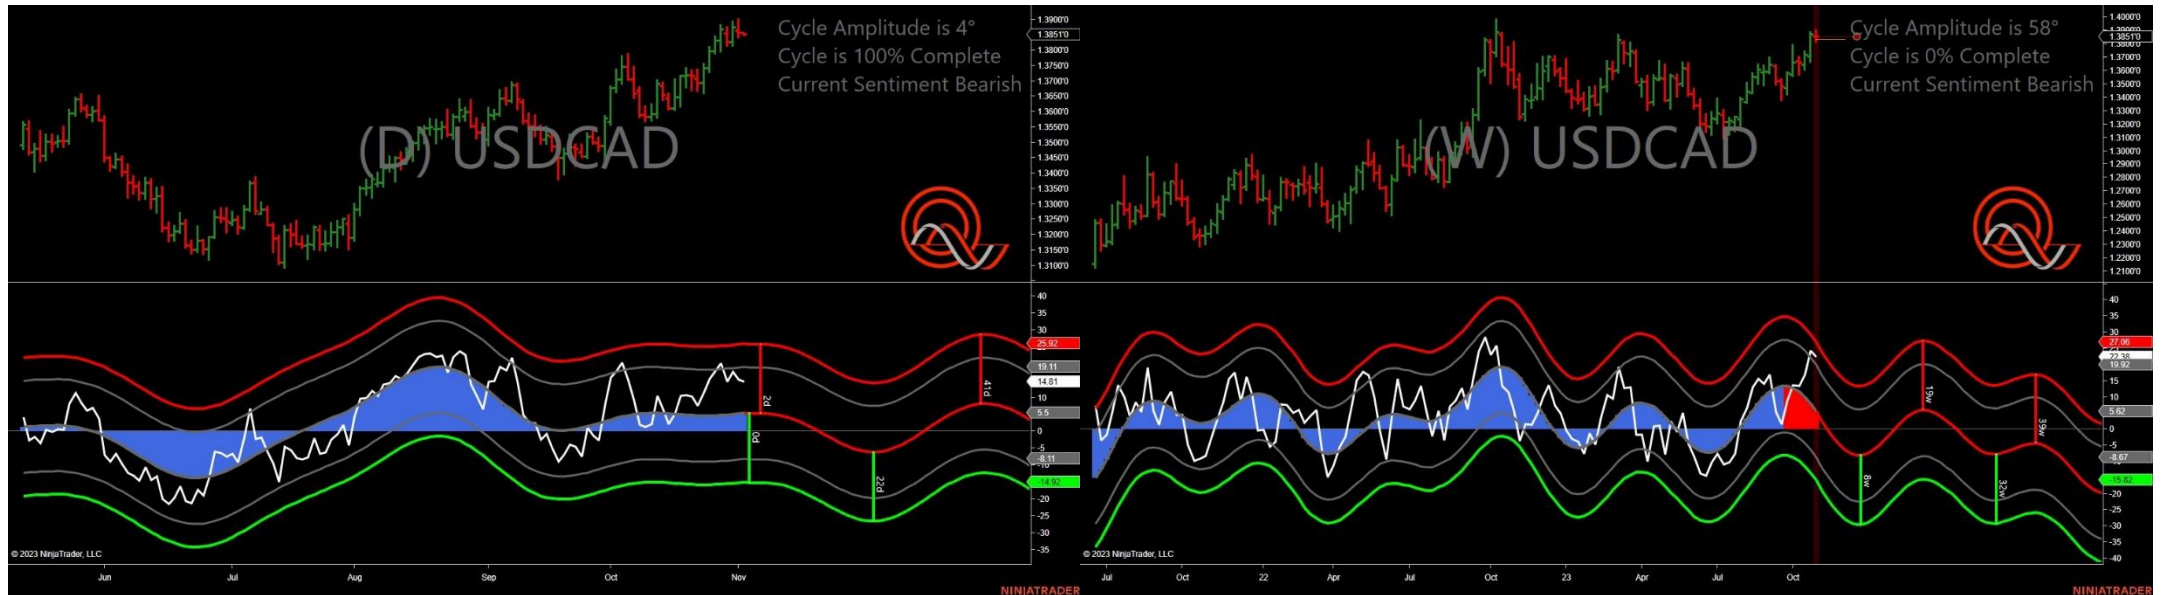 Cycle Amplitude is 4°
Cycle is 100% Complete
Current Sentiment Bearish
(D) USDCAD
1.3900'0
1.3851'0
1.3800'0
1.3750'0
1.3700'0
1.3650'0
1.3600'0
1.3550'0
1.3500'0
1.3450'0
1.3400'0
1.3350'0
1.3300'0
1.3250'0
1.3200'0
1.3150'0
1.3100'0
40
35
30
25.92
19.11
14.81
5.5
0
-5
-8.11
-14.92
-20
-25
-30
-35
2d
0d
22d
41d
© 2023 NinjaTrader, LLC
Jun
Jul
Aug
Sep
Oct
Nov
NINJATRADER
Cycle Amplitude is 58°
Cycle is 0% Complete
Current Sentiment Bearish
(W) USDCAD
1.4000'0
1.3851'0
1.3700'0
1.3600'0
1.3500'0
1.3400'0
1.3300'0
1.3200'0
1.3100'0
1.3000'0
1.2900'0
1.2800'0
1.2700'0
1.2600'0
1.2500'0
1.2400'0
1.2300'0
1.2200'0
1.2100'0
40
35
30
27.06
22.38
19.92
15
10
5.62
0
-5
-8.67
-15.82
-20
-25
-30
-35
-40
8w
19w
32w
39w
© 2023 NinjaTrader, LLC
Jul
Oct
22
Apr
Jul
Oct
23
Apr
Jul
Oct
NINJATRADER